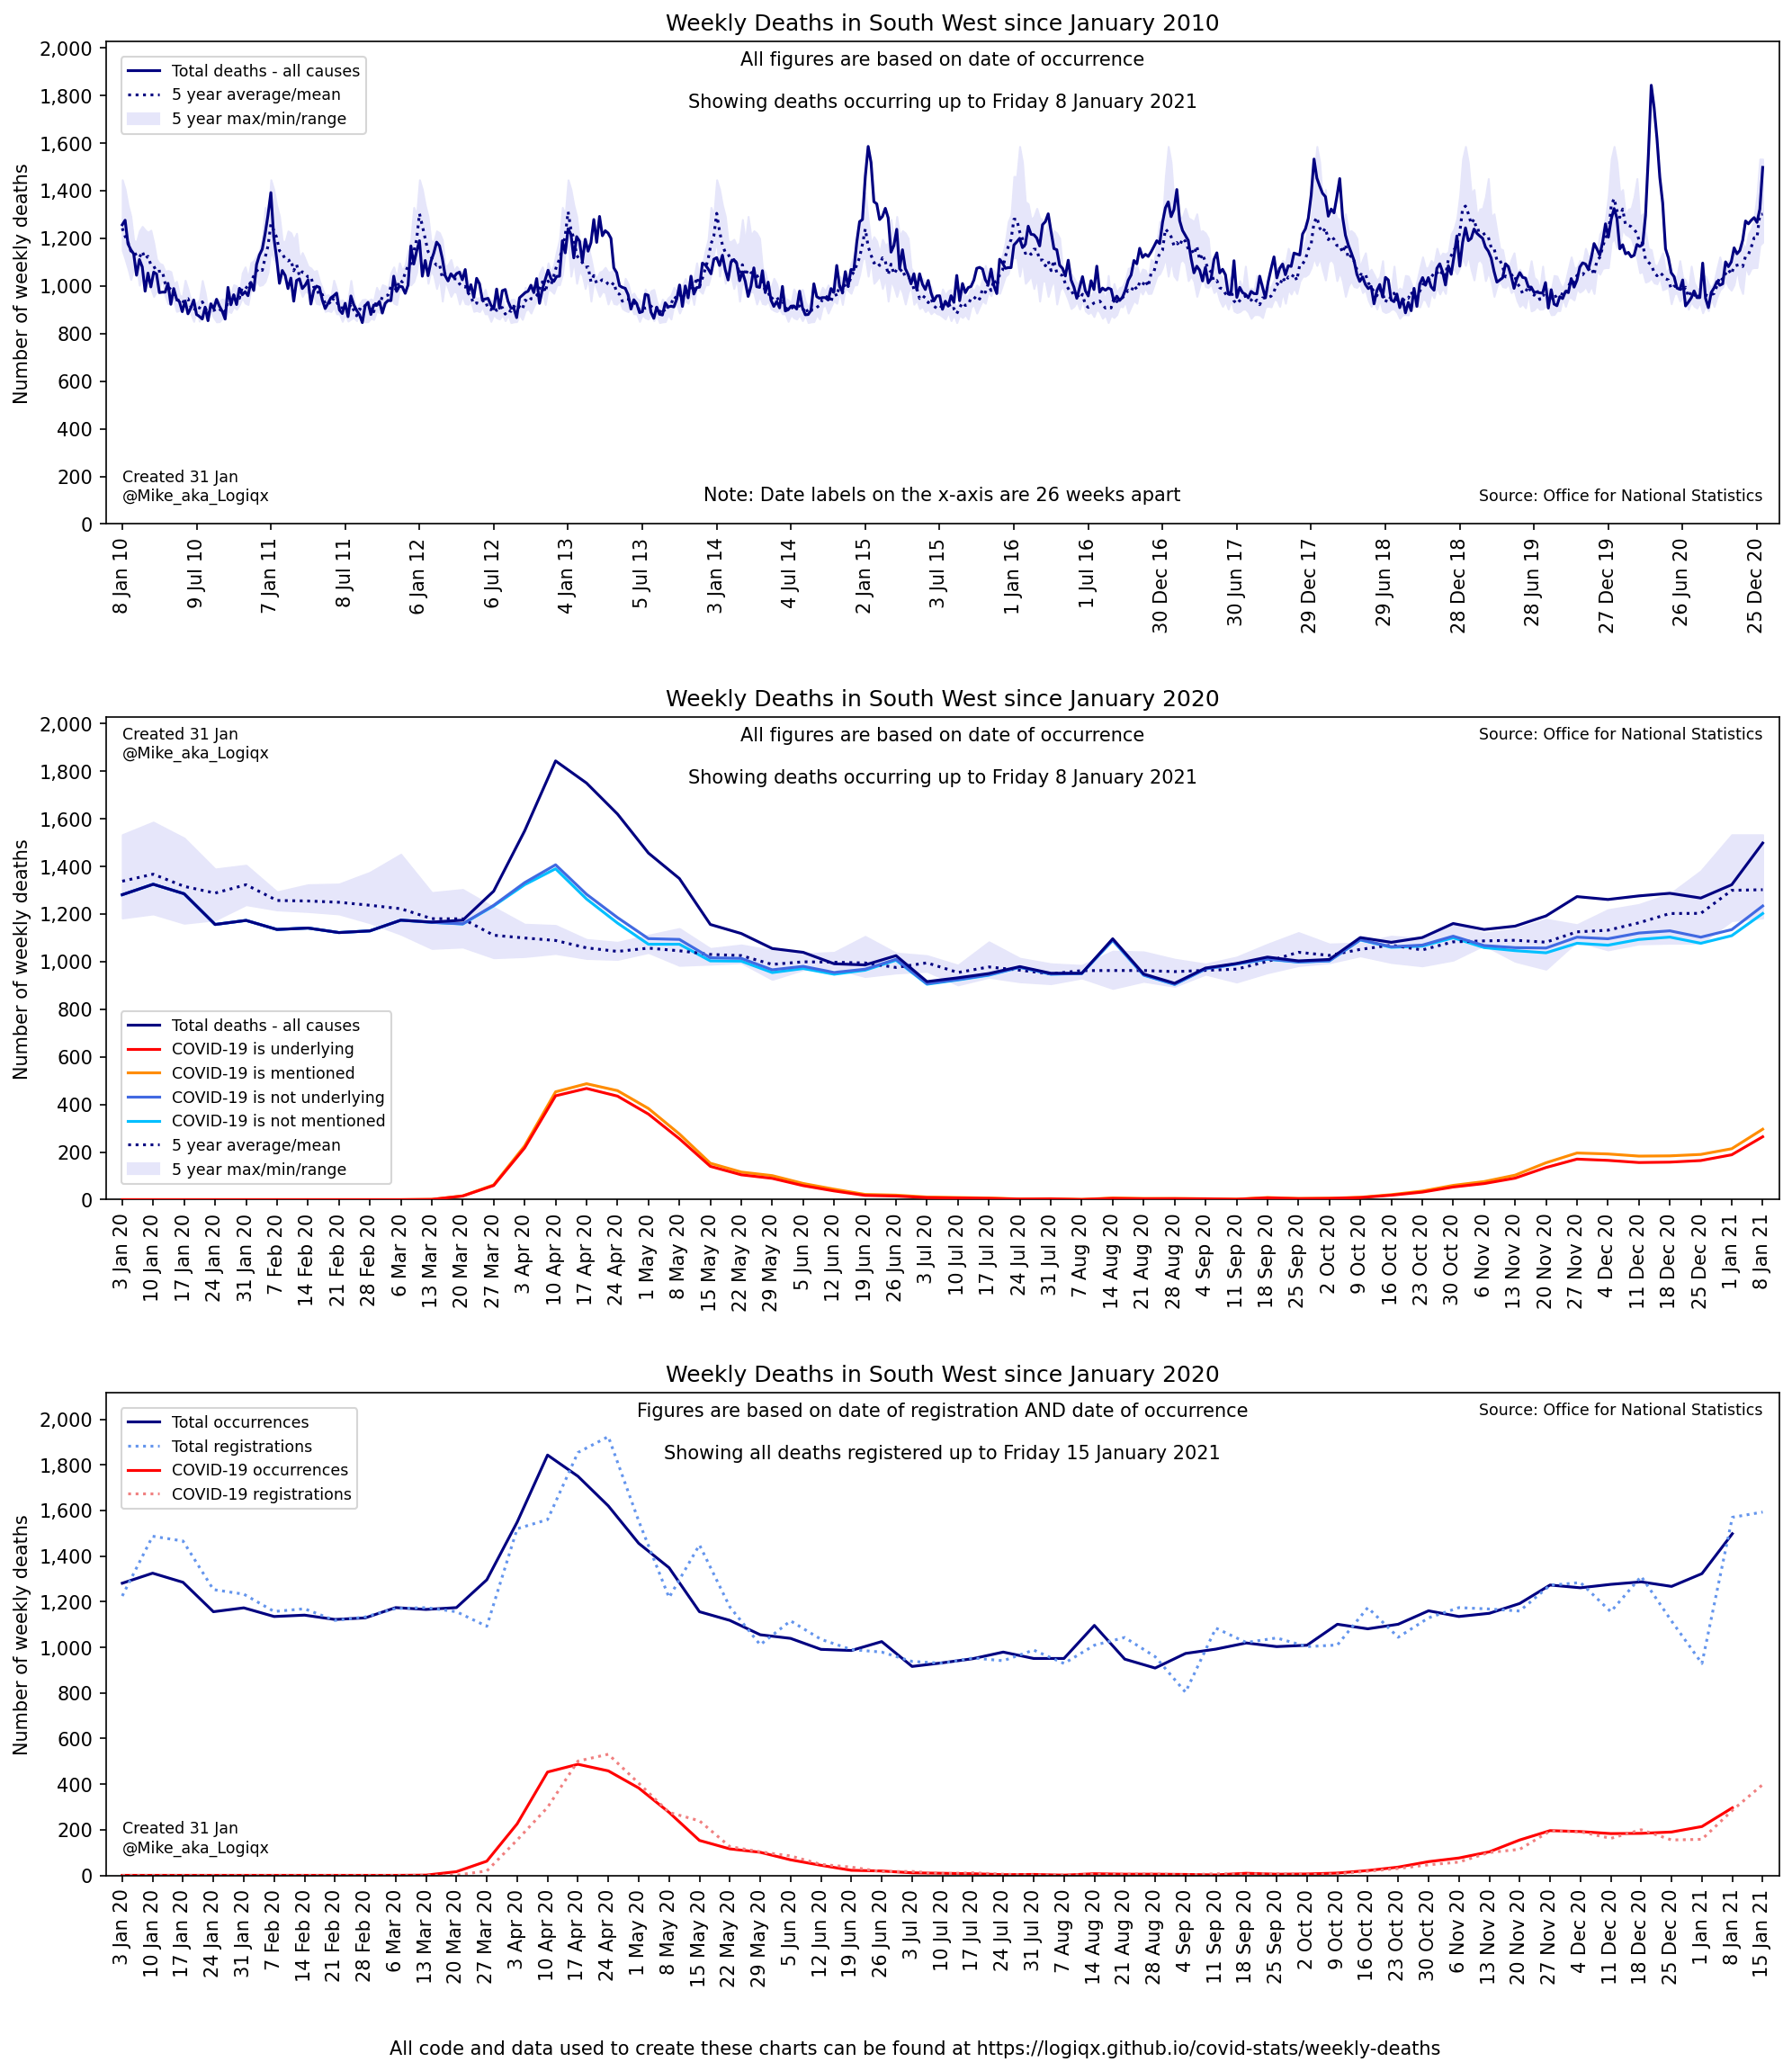 Weekly Deaths in South West since January 2010
All figures are based on date of occurrence
Showing deaths occurring up to Friday 8 January 2021
Total deaths - all causes
5 year average/mean
5 year max/min/range
Number of weekly deaths
2,000
1,800
1,600
1,400
1,200
1,000
800
600
400
200
0
Created 31 Jan
@Mike_aka_Logiqx
Note: Date labels on the x-axis are 26 weeks apart
Source: Office for National Statistics
8 Jan 10
9 Jul 10
7 Jan 11
8 Jul 11
6 Jan 12
6 Jul 12
4 Jan 13
5 Jul 13
3 Jan 14
4 Jul 14
2 Jan 15
3 Jul 15
1 Jan 16
1 Jul 16
30 Dec 16
30 Jun 17
29 Dec 17
29 Jun 18
28 Dec 18
28 Jun 19
27 Dec 19
26 Jun 20
25 Dec 20
Weekly Deaths in South West since January 2020
Created 31 Jan
@Mike_aka_Logiqx
All figures are based on date of occurrence
Showing deaths occurring up to Friday 8 January 2021
Source: Office for National Statistics
Number of weekly deaths
2,000
1,800
1,600
1,400
1,200
1,000
800
600
400
200
0
Total deaths - all causes
COVID-19 is underlying
COVID-19 is mentioned
COVID-19 is not underlying
COVID-19 is not mentioned
5 year average/mean
5 year max/min/range
3 Jan 20
10 Jan 20
17 Jan 20
24 Jan 20
31 Jan 20
7 Feb 20
14 Feb 20
21 Feb 20
28 Feb 20
6 Mar 20
13 Mar 20
20 Mar 20
27 Mar 20
3 Apr 20
10 Apr 20
17 Apr 20
24 Apr 20
1 May 20
8 May 20
15 May 20
22 May 20
29 May 20
5 Jun 20
12 Jun 20
19 Jun 20
26 Jun 20
3 Jul 20
10 Jul 20
17 Jul 20
24 Jul 20
31 Jul 20
7 Aug 20
14 Aug 20
21 Aug 20
28 Aug 20
4 Sep 20
11 Sep 20
18 Sep 20
25 Sep 20
2 Oct 20
9 Oct 20
16 Oct 20
23 Oct 20
30 Oct 20
6 Nov 20
13 Nov 20
20 Nov 20
27 Nov 20
4 Dec 20
11 Dec 20
18 Dec 20
25 Dec 20
1 Jan 21
8 Jan 21
Weekly Deaths in South West since January 2020
Figures are based on date of registration AND date of occurrence
Showing all deaths registered up to Friday 15 January 2021
Source: Office for National Statistics
Total occurrences
Total registrations
COVID-19 occurrences
COVID-19 registrations
Number of weekly deaths
2,000
1,800
1,600
1,400
1,200
1,000
800
600
400
200
0
Created 31 Jan
@Mike_aka_Logiqx
3 Jan 20
10 Jan 20
17 Jan 20
24 Jan 20
31 Jan 20
7 Feb 20
14 Feb 20
21 Feb 20
28 Feb 20
6 Mar 20
13 Mar 20
20 Mar 20
27 Mar 20
3 Apr 20
10 Apr 20
17 Apr 20
24 Apr 20
1 May 20
8 May 20
15 May 20
22 May 20
29 May 20
5 Jun 20
12 Jun 20
19 Jun 20
26 Jun 20
3 Jul 20
10 Jul 20
17 Jul 20
24 Jul 20
31 Jul 20
7 Aug 20
14 Aug 20
21 Aug 20
28 Aug 20
4 Sep 20
11 Sep 20
18 Sep 20
25 Sep 20
2 Oct 20
9 Oct 20
16 Oct 20
23 Oct 20
30 Oct 20
6 Nov 20
13 Nov 20
20 Nov 20
27 Nov 20
4 Dec 20
11 Dec 20
18 Dec 20
25 Dec 20
1 Jan 21
8 Jan 21
15 Jan 21
All code and data used to create these charts can be found at https://logiqx.github.io/covid-stats/weekly-deaths